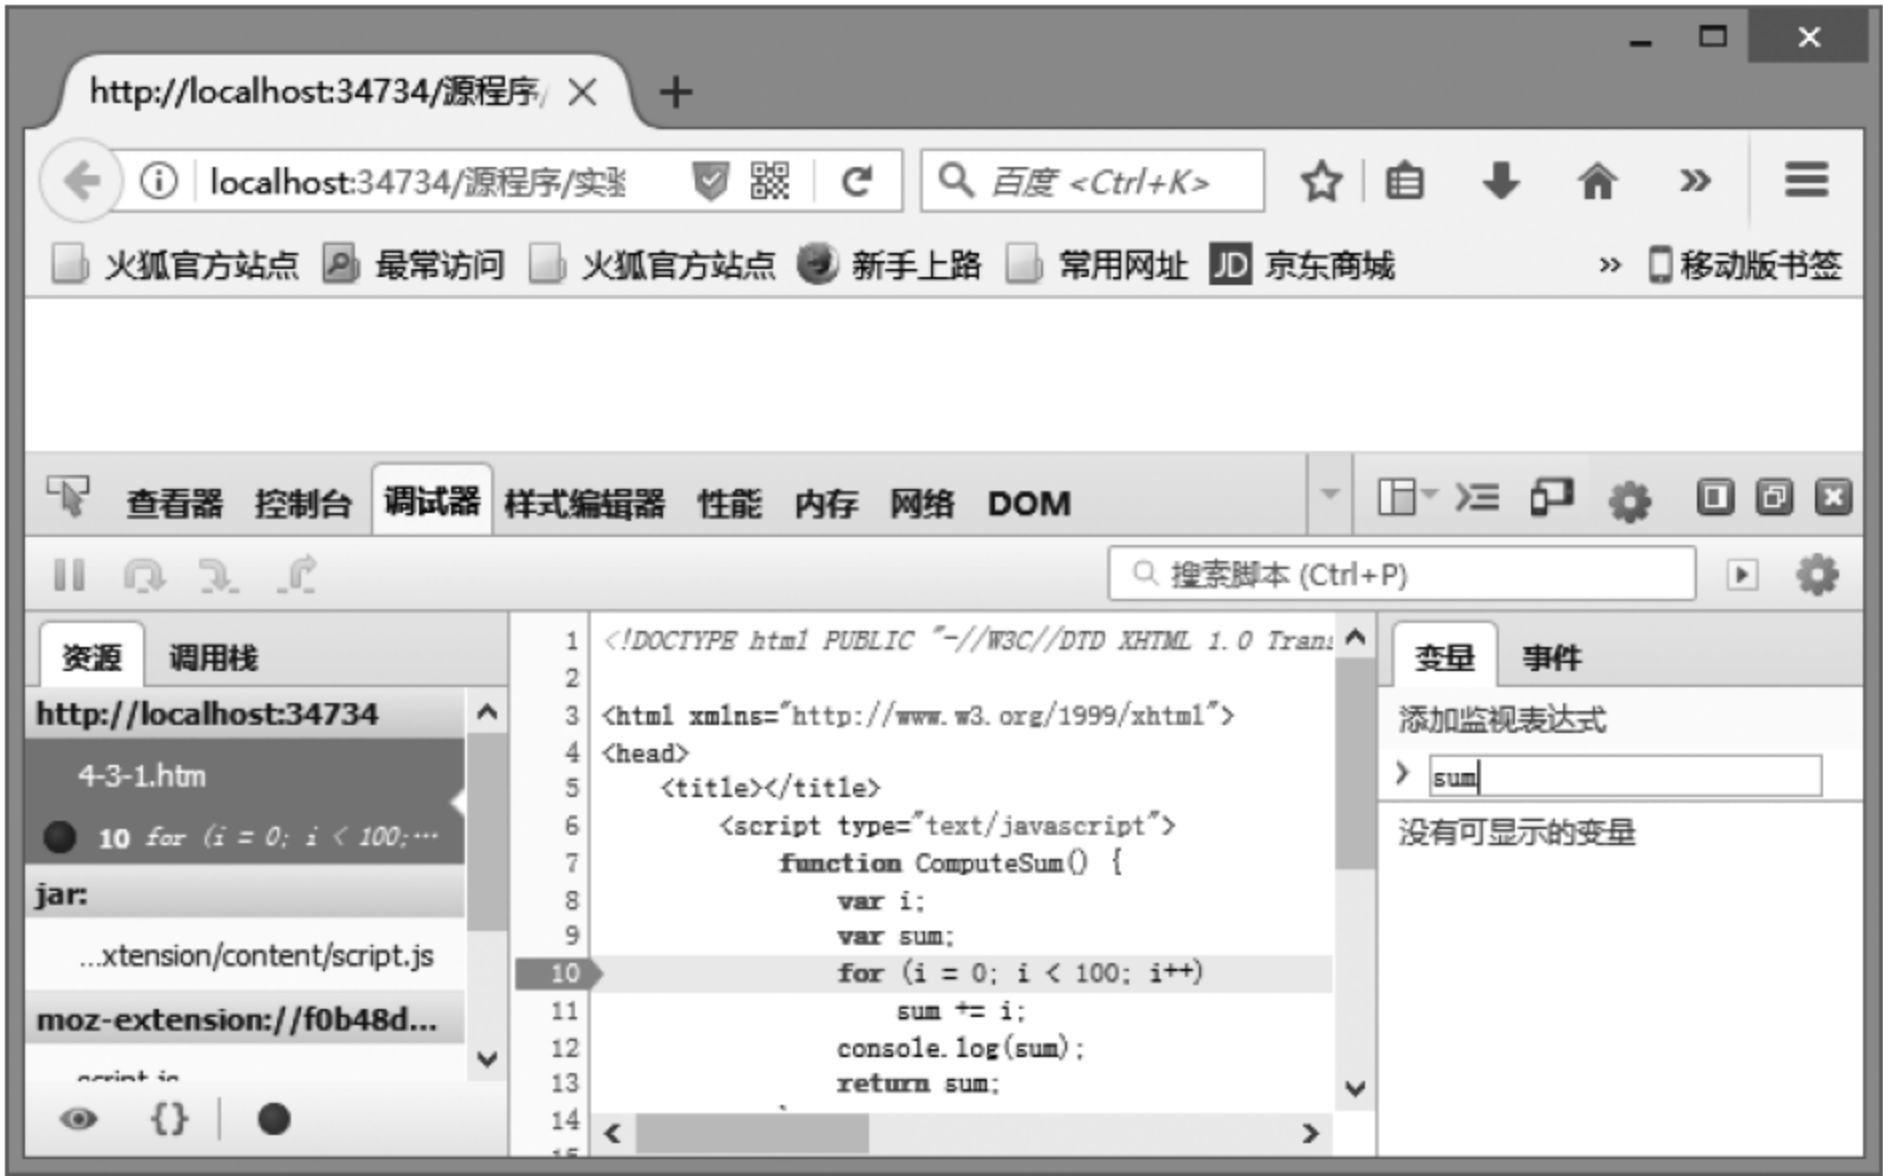 http://localhost:34734/源程序/
localhost:34734/源程序/实
百度 <Ctrl+K>
火狐官方站点 最常访问 火狐官方站点 新手上路 常用网址 JD 京东商城 移动版书签
查看器 控制台 调试器 样式编辑器 性能 内存 网络 DOM
搜索脚本 (Ctrl+P)
资源 调用栈
http://localhost:34734
4-3-1.htm
10 for (i = 0; i < 100;…
jar:
...xtension/content/script.js
moz-extension://f0b48d...
script.js
1 <!DOCTYPE html PUBLIC "-//W3C//DTD XHTML 1.0 Trans
2
3 <html xmlns="http://www.w3.org/1999/xhtml">
4 <head>
5 <title></title>
6 <script type="text/javascript">
7 function ComputeSum() {
8 var i;
9 var sum;
10 for (i = 0; i < 100; i++)
11 sum += i;
12 console.log(sum);
13 return sum;
14
变量 事件
添加监视表达式
sum
没有可显示的变量